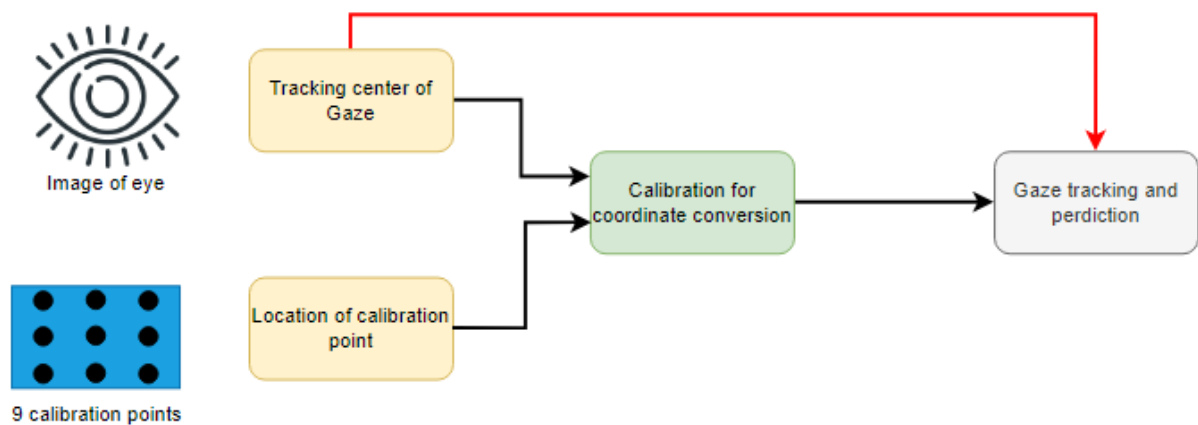 Tracking center of
Gaze
Image of eye
Calibration for
coordinate conversion
Gaze tracking and
perdiction
Location of calibration
point
9 calibration points